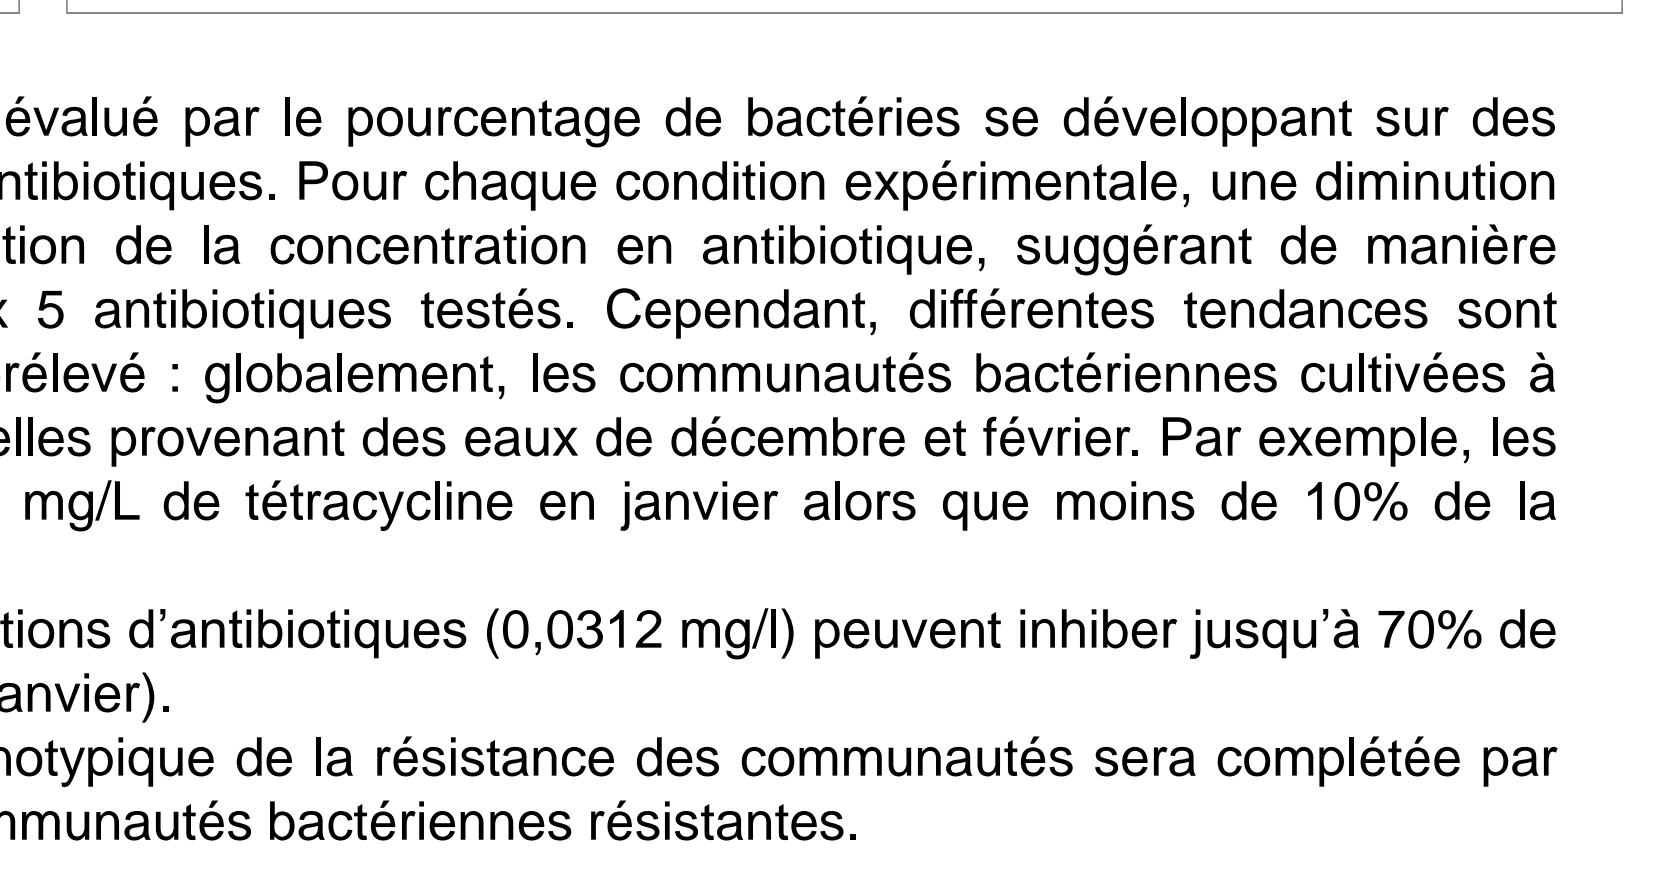 évalué par le pourcentage de bactéries se développant sur des
ntibiotiques. Pour chaque condition expérimentale, une diminution
tion de la concentration en antibiotique, suggérant de manière
x 5 antibiotiques testés. Cependant, différentes tendances sont
rélevé : globalement, les communautés bactériennes cultivées à
elles provenant des eaux de décembre et février. Par exemple, les
mg/L de tétracycline en janvier alors que moins de 10% de la
tions d’antibiotiques (0,0312 mg/l) peuvent inhiber jusqu’à 70% de
anvier).
notypique de la résistance des communautés sera complétée par
mmunautés bactériennes résistantes.